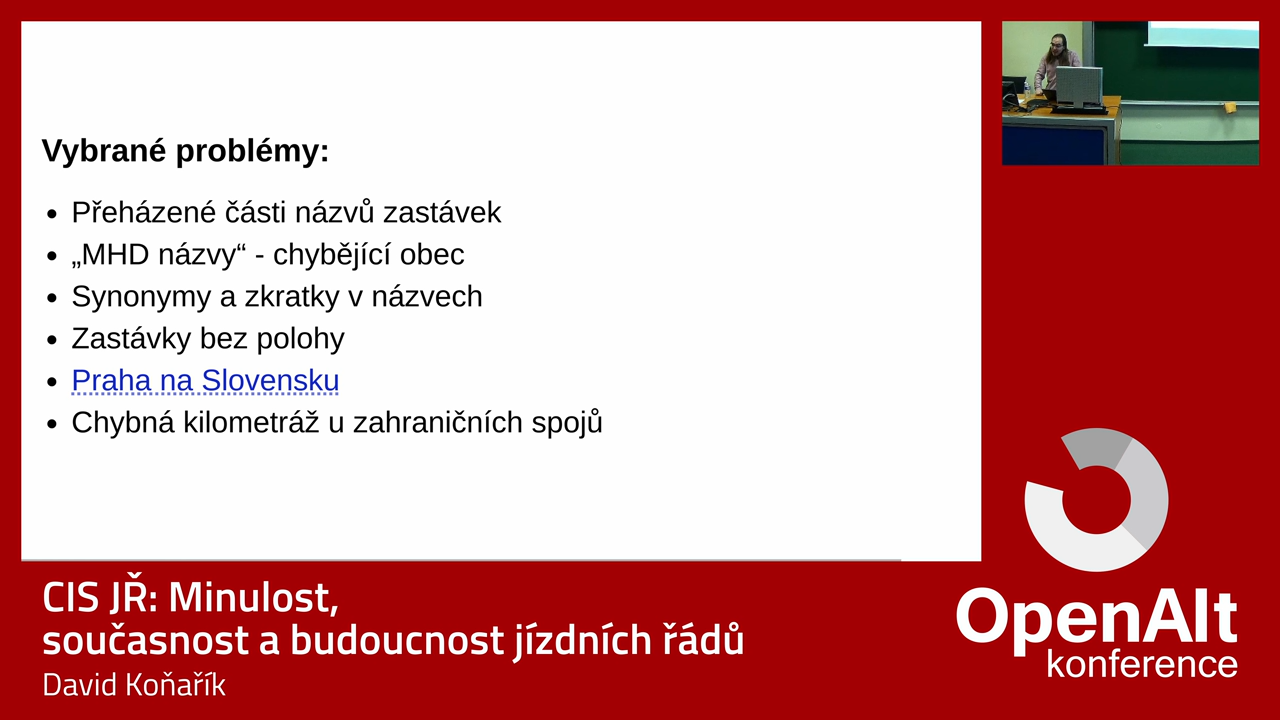 Vybrané problémy:
Přeházené části názvů zastávek
„MHD názvy“ - chybějící obec
Synonymy a zkratky v názvech
Zastávky bez polohy
Praha na Slovensku
Chybná kilometráž u zahraničních spojů
CIS JŘ: Minulost,
současnost a budoucnost jízdních řádů
David Koňařík
OpenAlt
konference